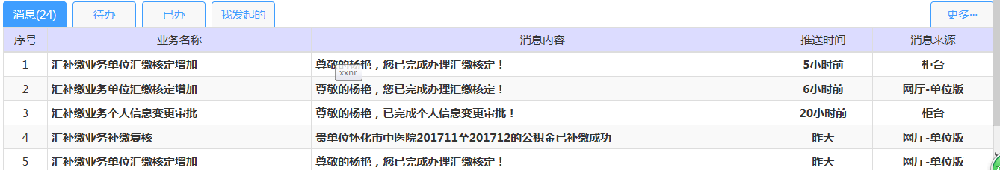 消息(24) 待办 已办 我发起的 更多···
序号 业务名称 消息内容 推送时间 消息来源
1 汇补缴业务单位汇缴核定增加 尊敬的杨艳，您已完成办理汇缴核定！ 5小时前 柜台
xxnr
2 汇补缴业务单位汇缴核定增加 尊敬的杨艳，您已完成办理汇缴核定！ 6小时前 网厅-单位版
3 汇补缴业务个人信息变更审批 尊敬的杨艳，已完成个人信息变更审批！ 20小时前 柜台
4 汇补缴业务补缴复核 贵单位怀化市中医院201711至201712的公积金已补缴成功 昨天 网厅-单位版
5 汇补缴业务单位汇缴核定增加 尊敬的杨艳，您已完成办理汇缴核定！ 昨天 网厅-单位版